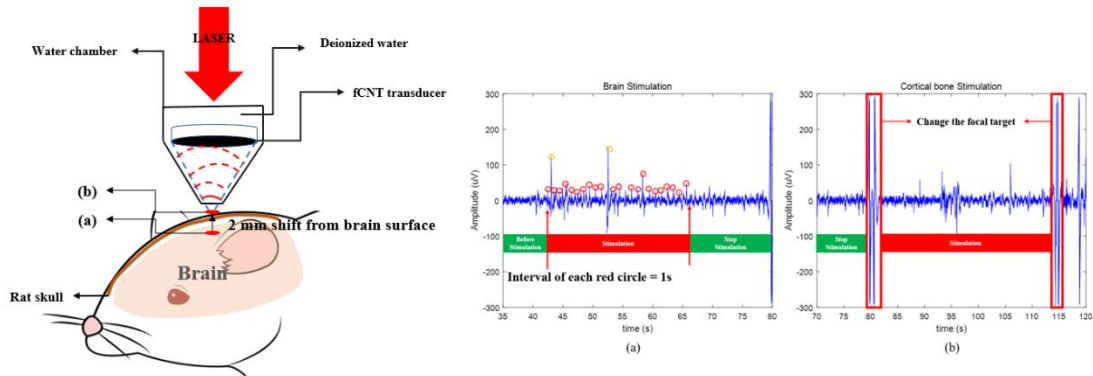 LASER
Water chamber
Deionized water
fCNT transducer
(b)
(a)
2 mm shift from brain surface
Brain
Rat skull
Brain Stimulation
Amplitude (uV)
300
200
100
0
-100
-200
-300
Before
Stimulation
Stimulation
Stop
Stimulation
Interval of each red circle = 1s
35 40 45 50 55 60 65 70 75 80
time (s)
(a)
Cortical bone Stimulation
Amplitude (uV)
300
200
100
0
-100
-200
-300
Change the focal target
Stop
Stimulation
Stimulation
70 75 80 85 90 95 100 105 110 115 120
time (s)
(b)